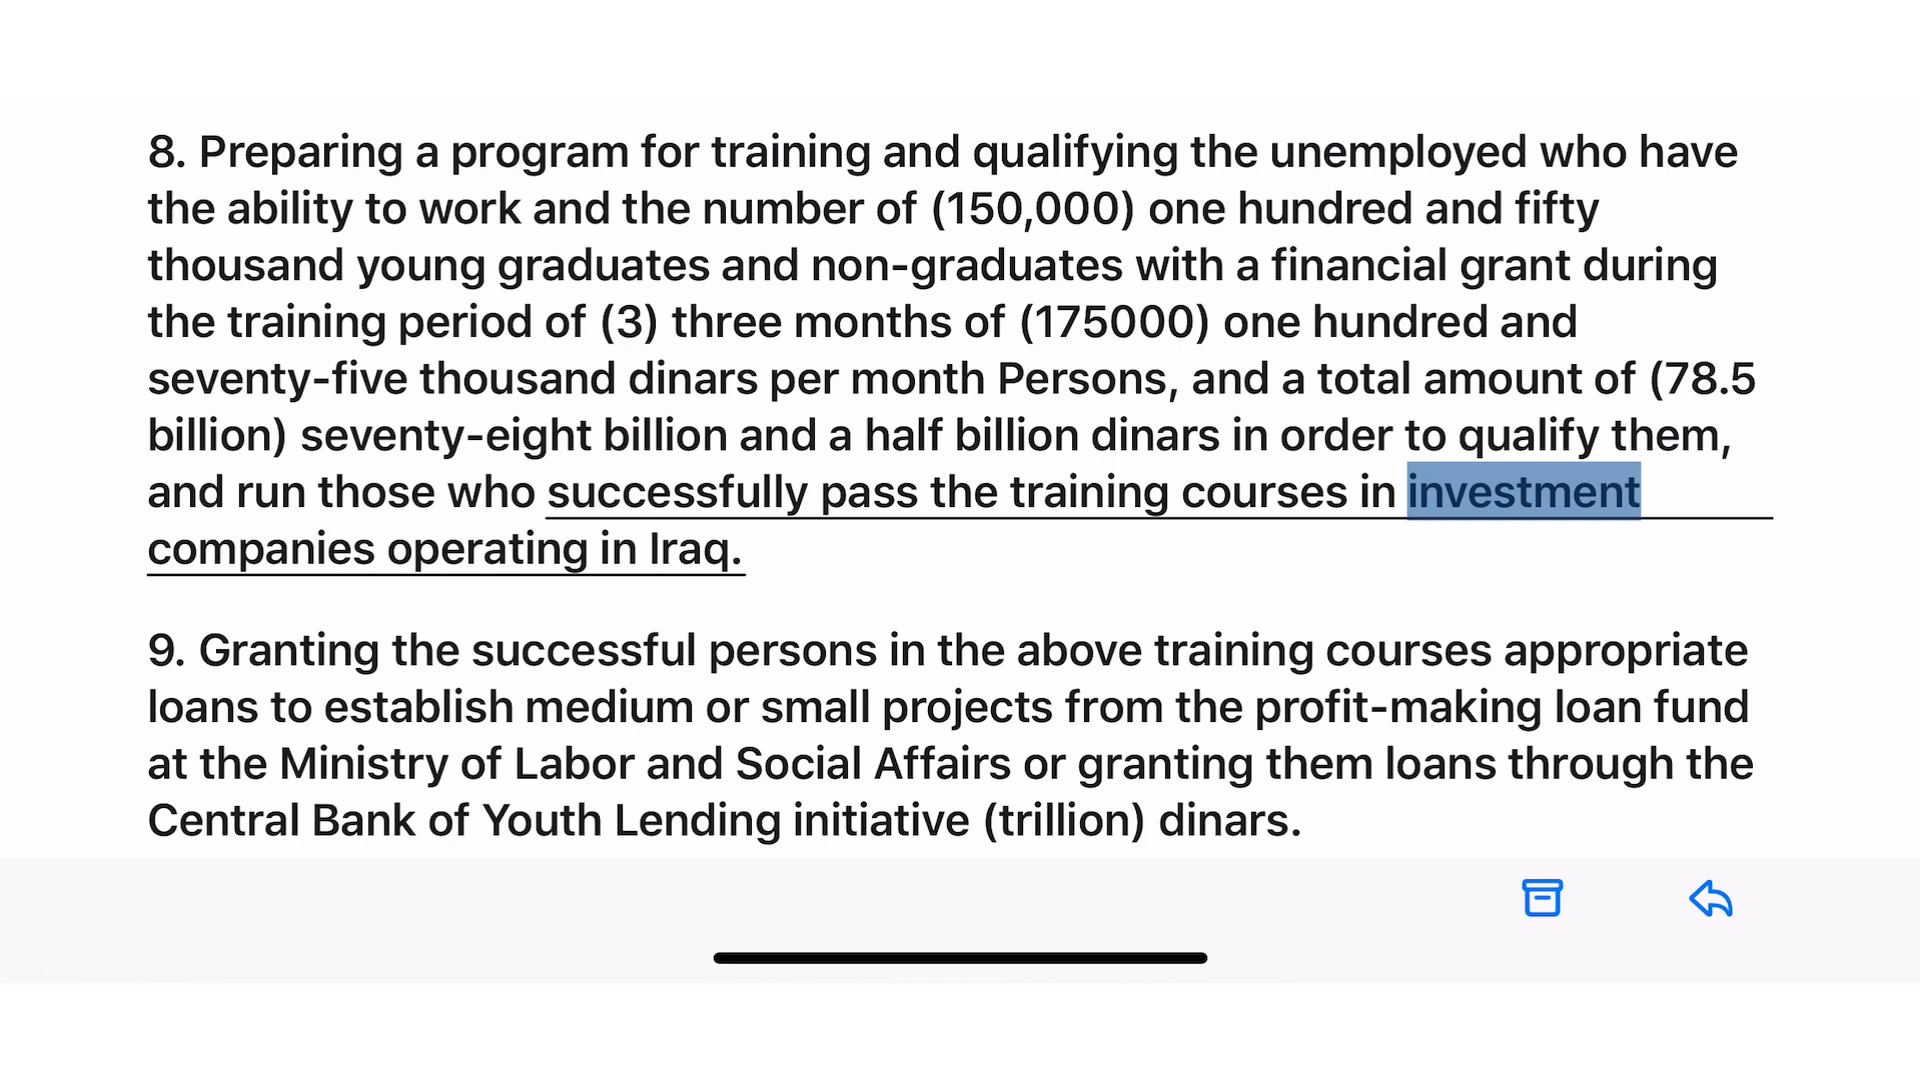 8. Preparing a program for training and qualifying the unemployed who have
the ability to work and the number of (150,000) one hundred and fifty
thousand young graduates and non-graduates with a financial grant during
the training period of (3) three months of (175000) one hundred and
seventy-five thousand dinars per month Persons, and a total amount of (78.5
billion) seventy-eight billion and a half billion dinars in order to qualify them,
and run those who successfully pass the training courses in investment
companies operating in Iraq.
9. Granting the successful persons in the above training courses appropriate
loans to establish medium or small projects from the profit-making loan fund
at the Ministry of Labor and Social Affairs or granting them loans through the
Central Bank of Youth Lending initiative (trillion) dinars.